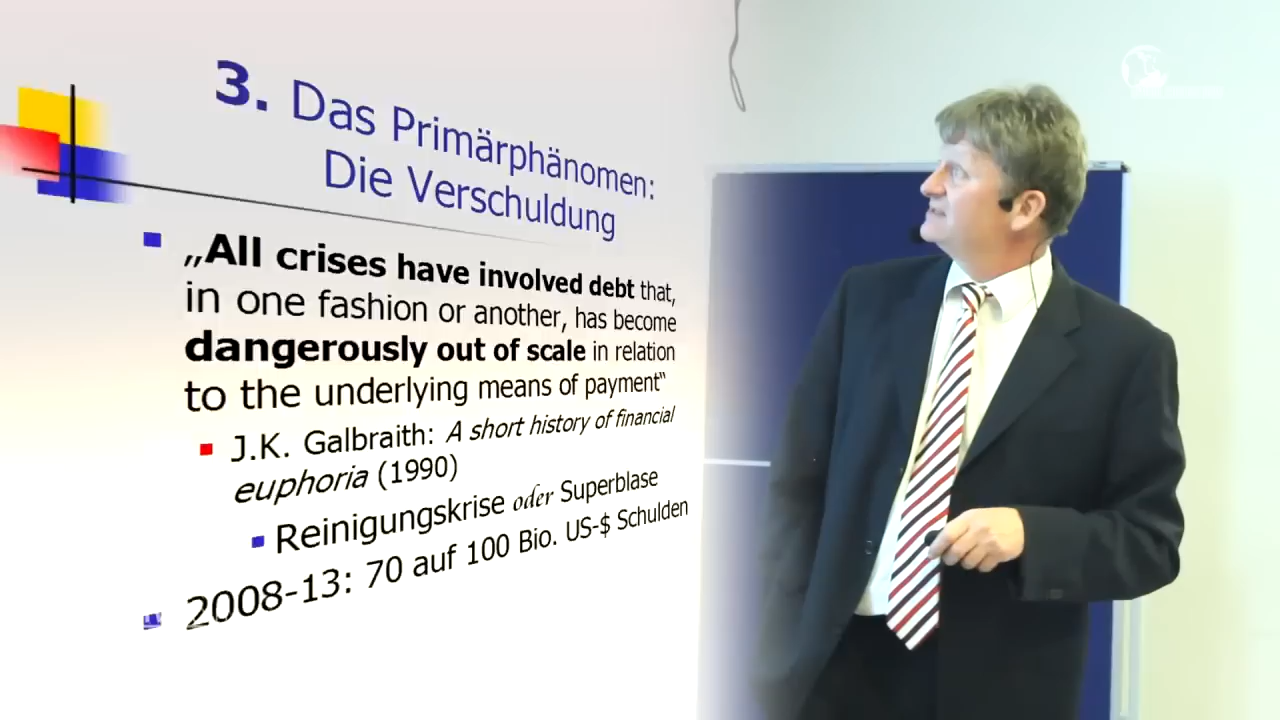 3. Das Primärphänomen:
Die Verschuldung
„All crises have involved debt that,
in one fashion or another, has become
dangerously out of scale in relation
to the underlying means of payment“
J.K. Galbraith: A short history of financial
euphoria (1990)
Reinigungskrise oder Superblase
2008-13: 70 auf 100 Bio. US-$ Schulden